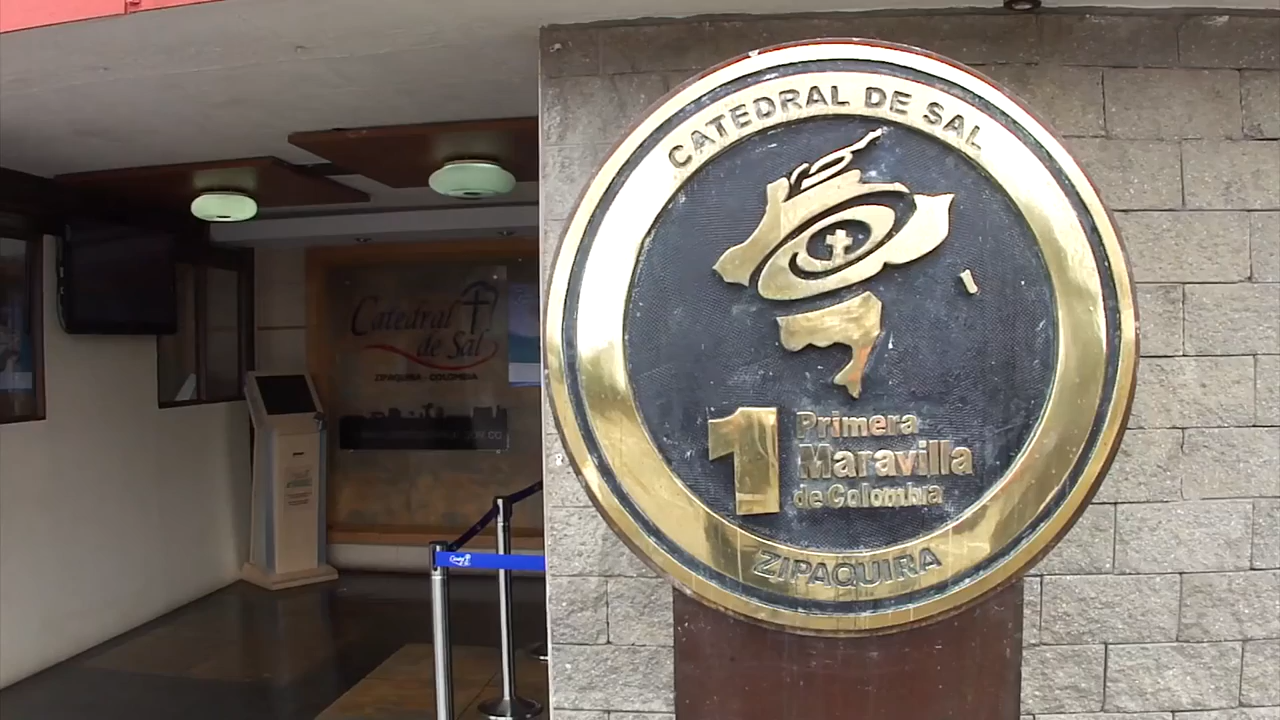 CATEDRAL DE SAL
1 Primera
Maravilla
de Colombia
ZIPAQUIRA
Catedral
de Sal
ZIPAQUIRÁ - COLOMBIA